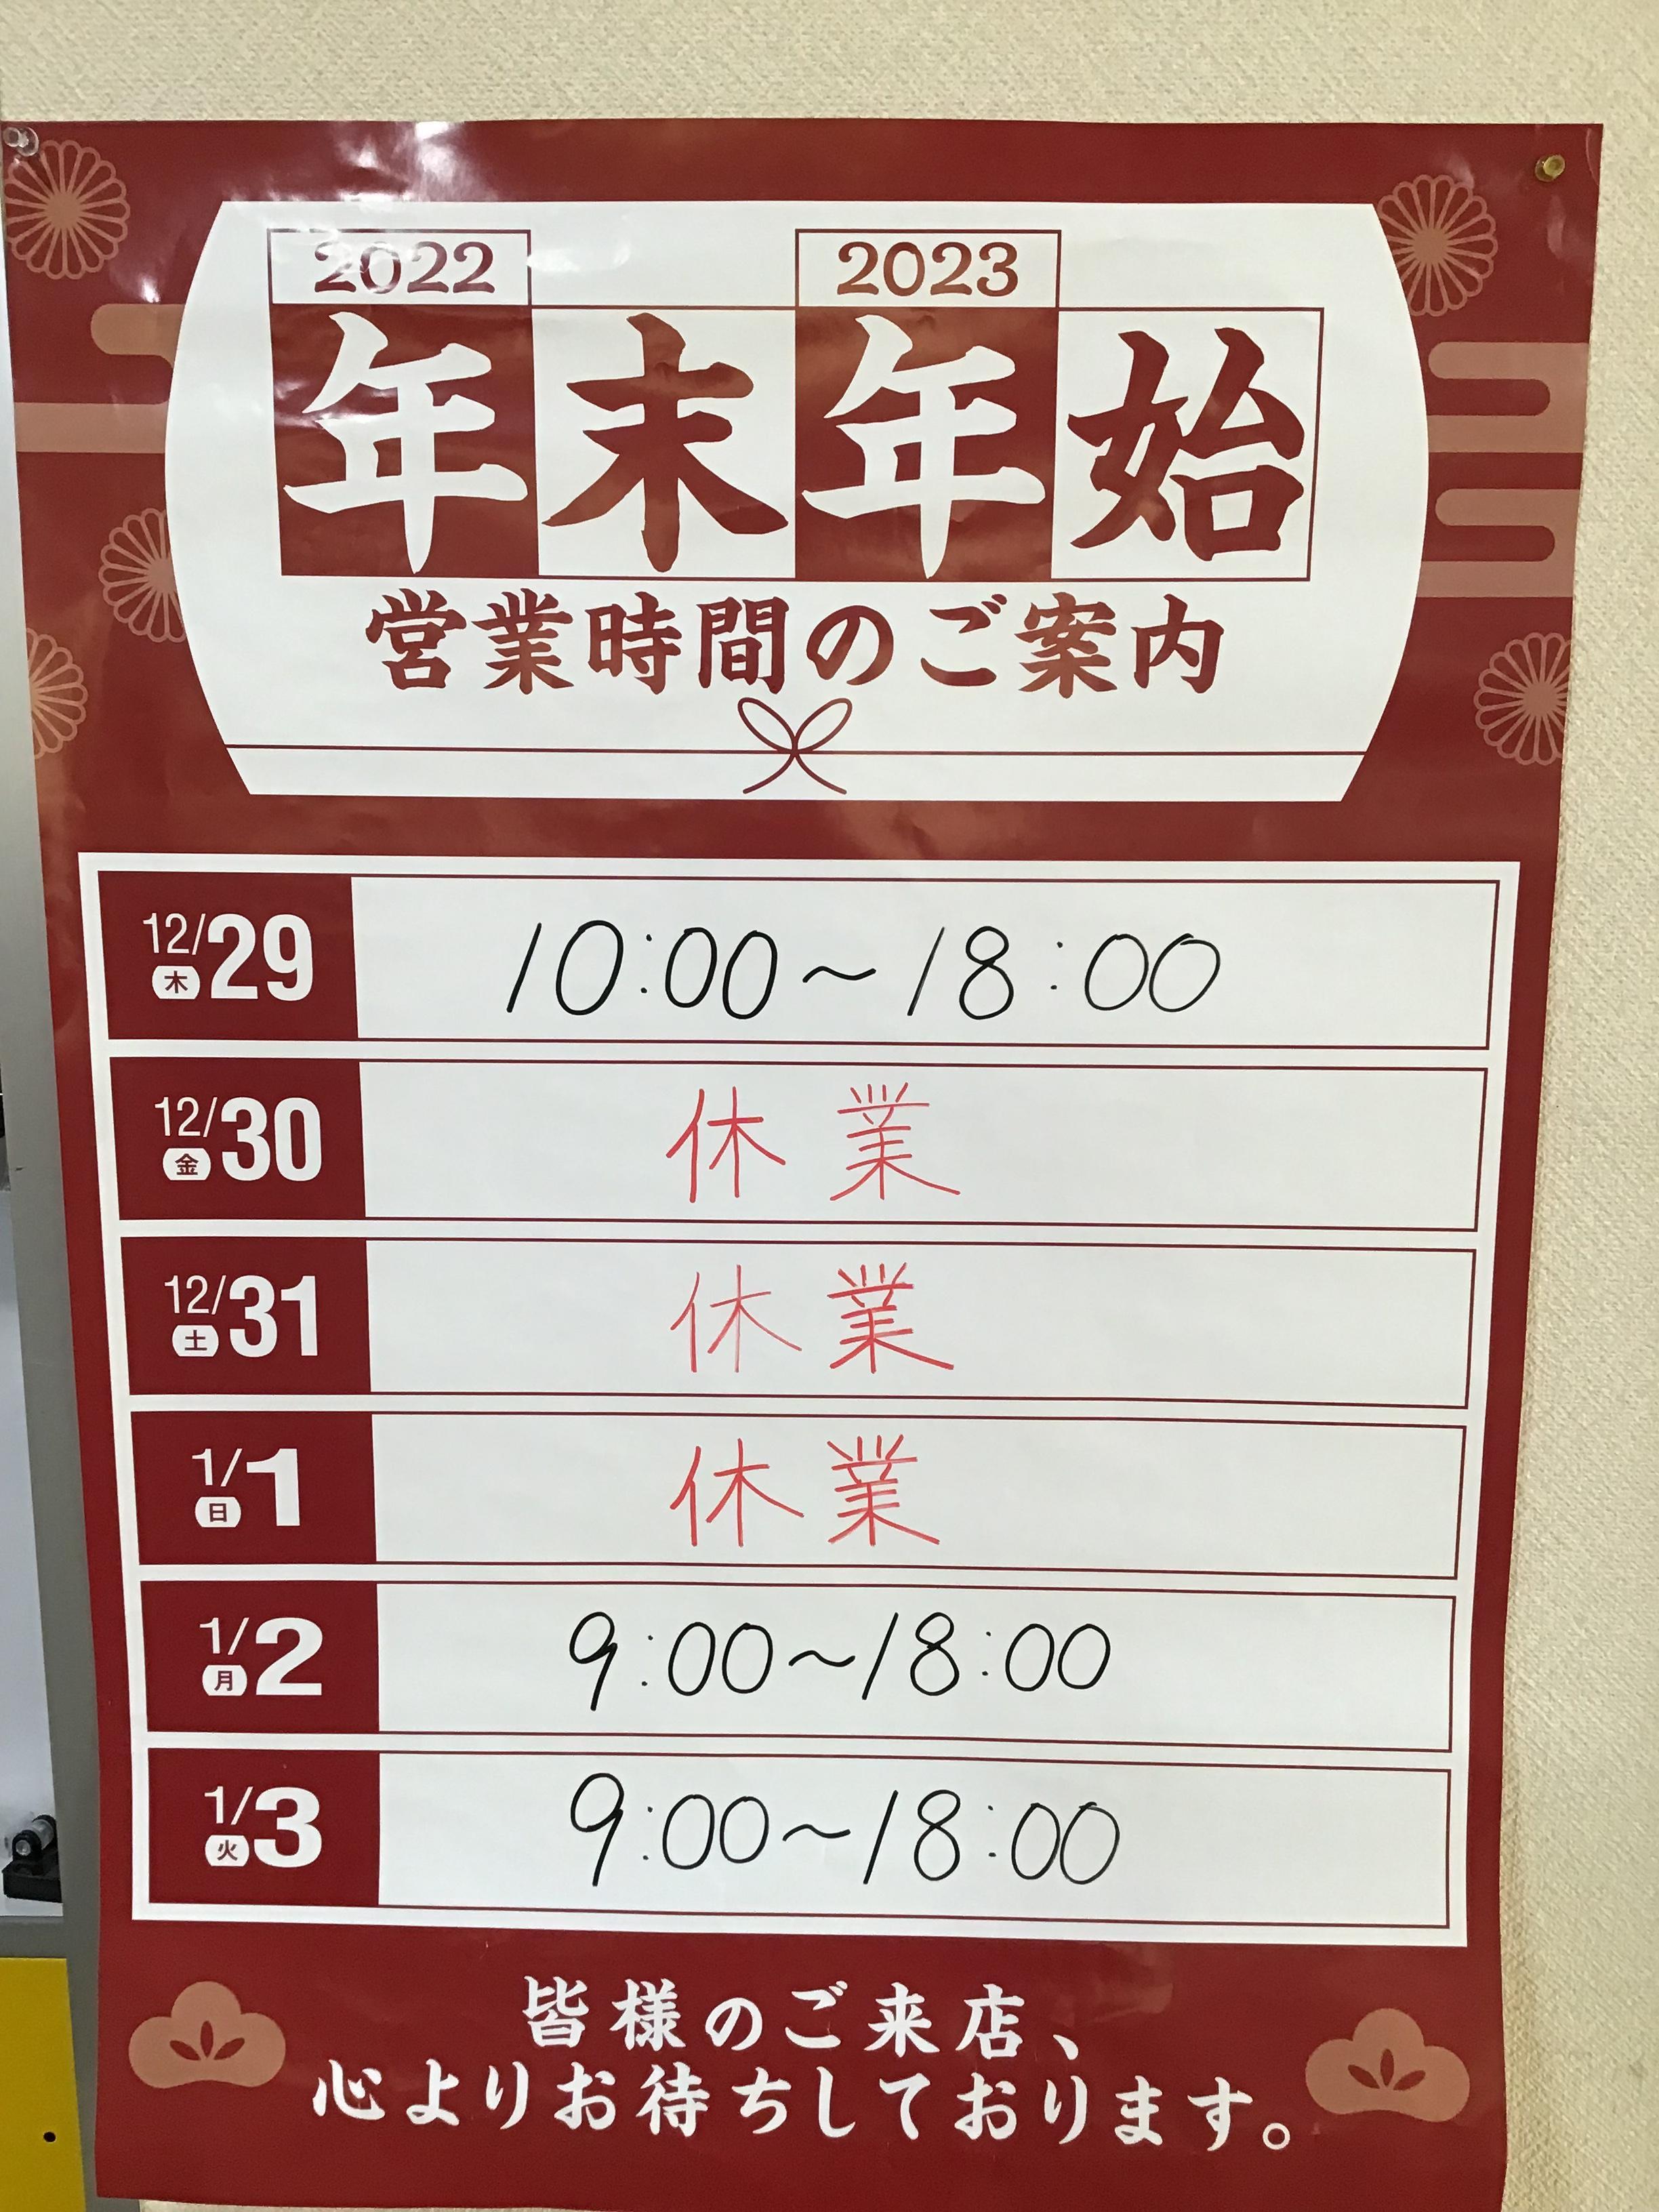 2022 2023
年末年始
営業時間のご案内
12/29 木 10:00~18:00
12/30 金 休業
12/31 土 休業
1/1 日 休業
1/2 月 9:00~18:00
1/3 火 9:00~18:00
皆様のご来店、
心よりお待ちしております。